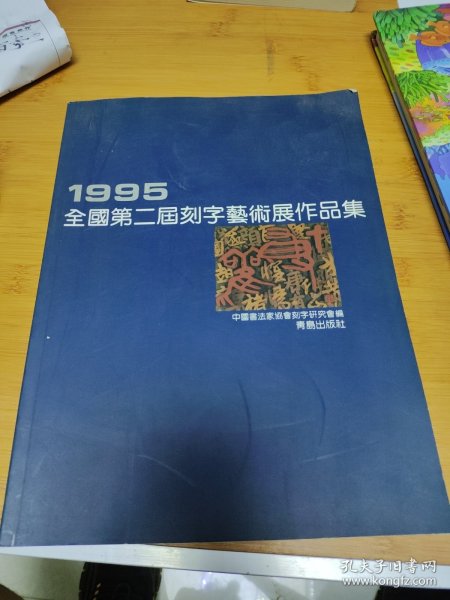 1995
全國第二屆刻字藝術展作品集
中國書法家協會刻字研究會編
青島出版社
孔夫子旧书网
www.kongfz.com